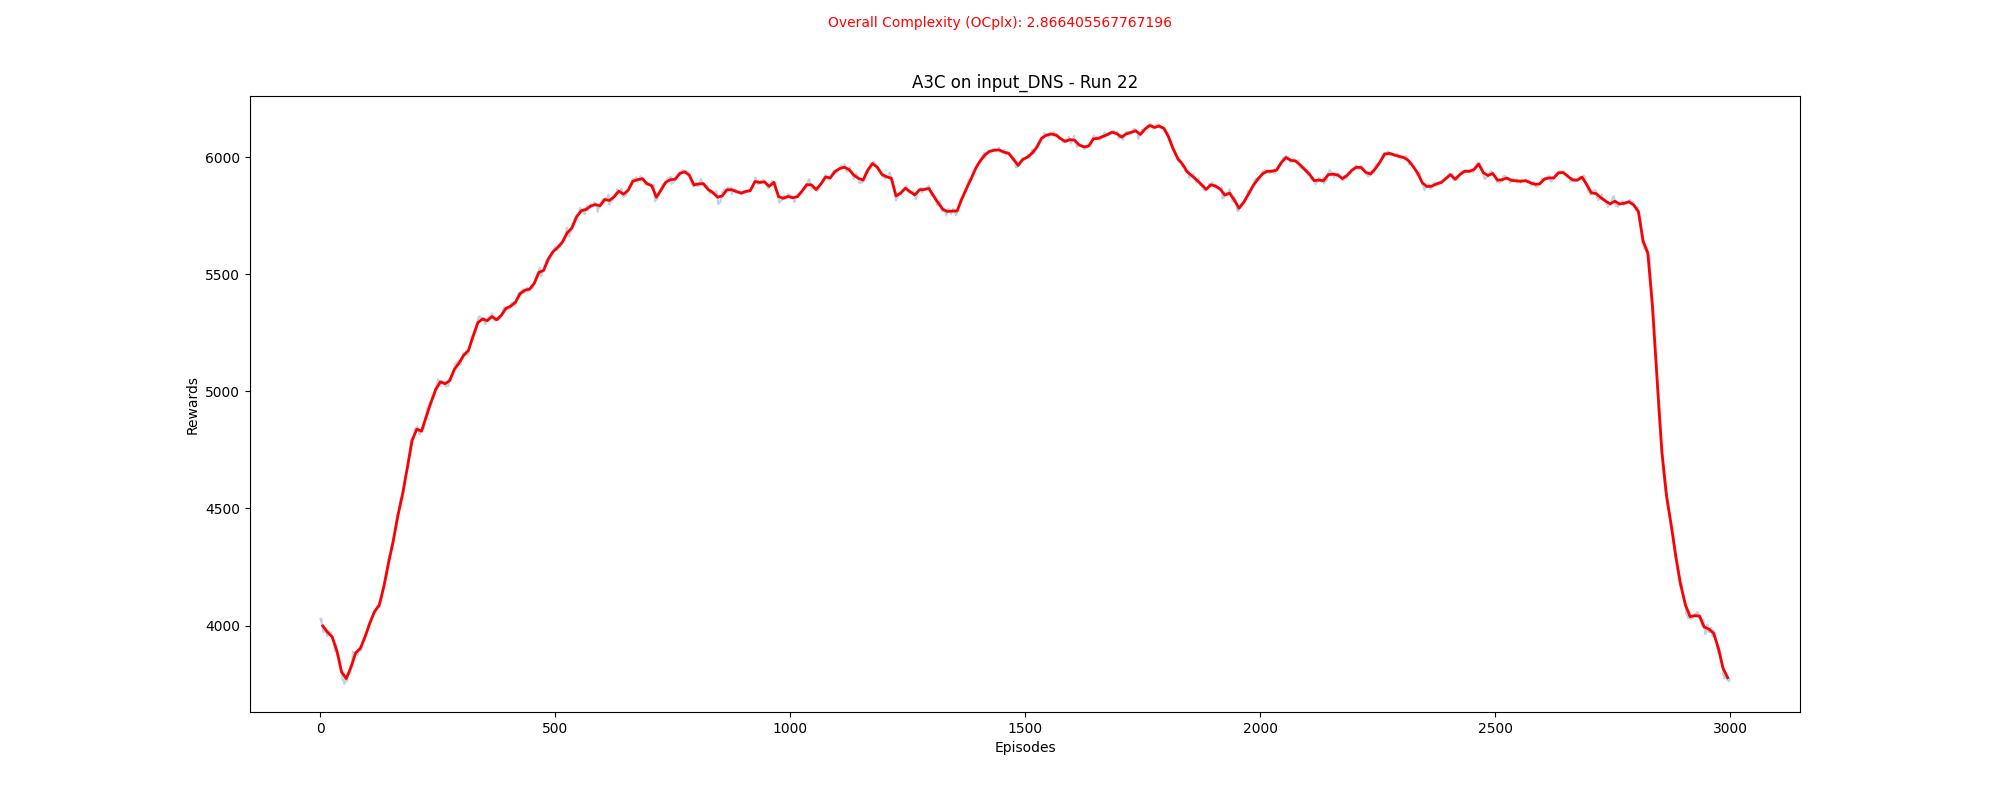 Overall Complexity (OCplx): 2.866405567767196
A3C on input_DNS - Run 22
Rewards
6000
5500
5000
4500
4000
0 500 1000 1500 2000 2500 3000
Episodes